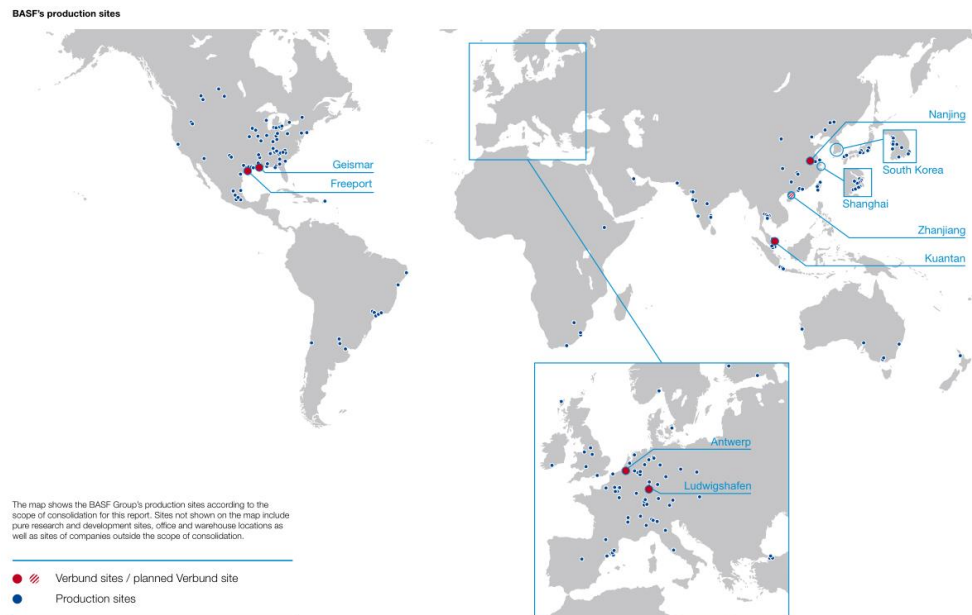 BASF's production sites
Nanjing
South Korea
Shanghai
Zhanjiang
Kuantan
Geismar
Freeport
Antwerp
Ludwigshafen
The map shows the BASF Group's production sites according to the
scope of consolidation for this report. Sites not shown on the map include
pure research and development sites, office and warehouse locations as
well as sites of companies outside the scope of consolidation.
Verbund sites / planned Verbund site
Production sites